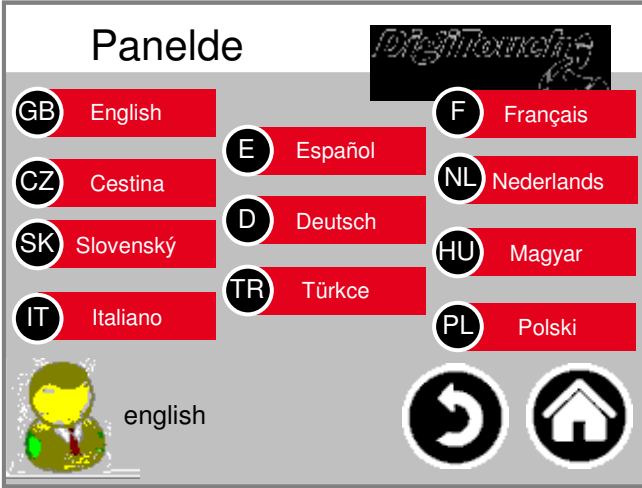 Panelde
GB English
CZ Cestina
SK Slovenský
IT Italiano
E Español
D Deutsch
TR Türkce
F Français
NL Nederlands
HU Magyar
PL Polski
english